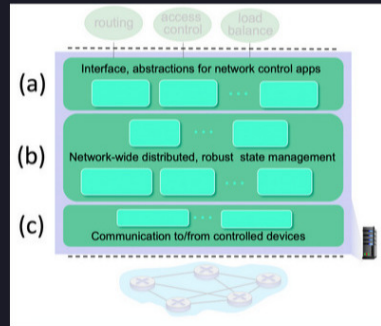 routing
access
control
load
balance
(a)
Interface, abstractions for network control apps
...
(b)
...
Network-wide distributed, robust state management
...
(c)
...
Communication to/from controlled devices